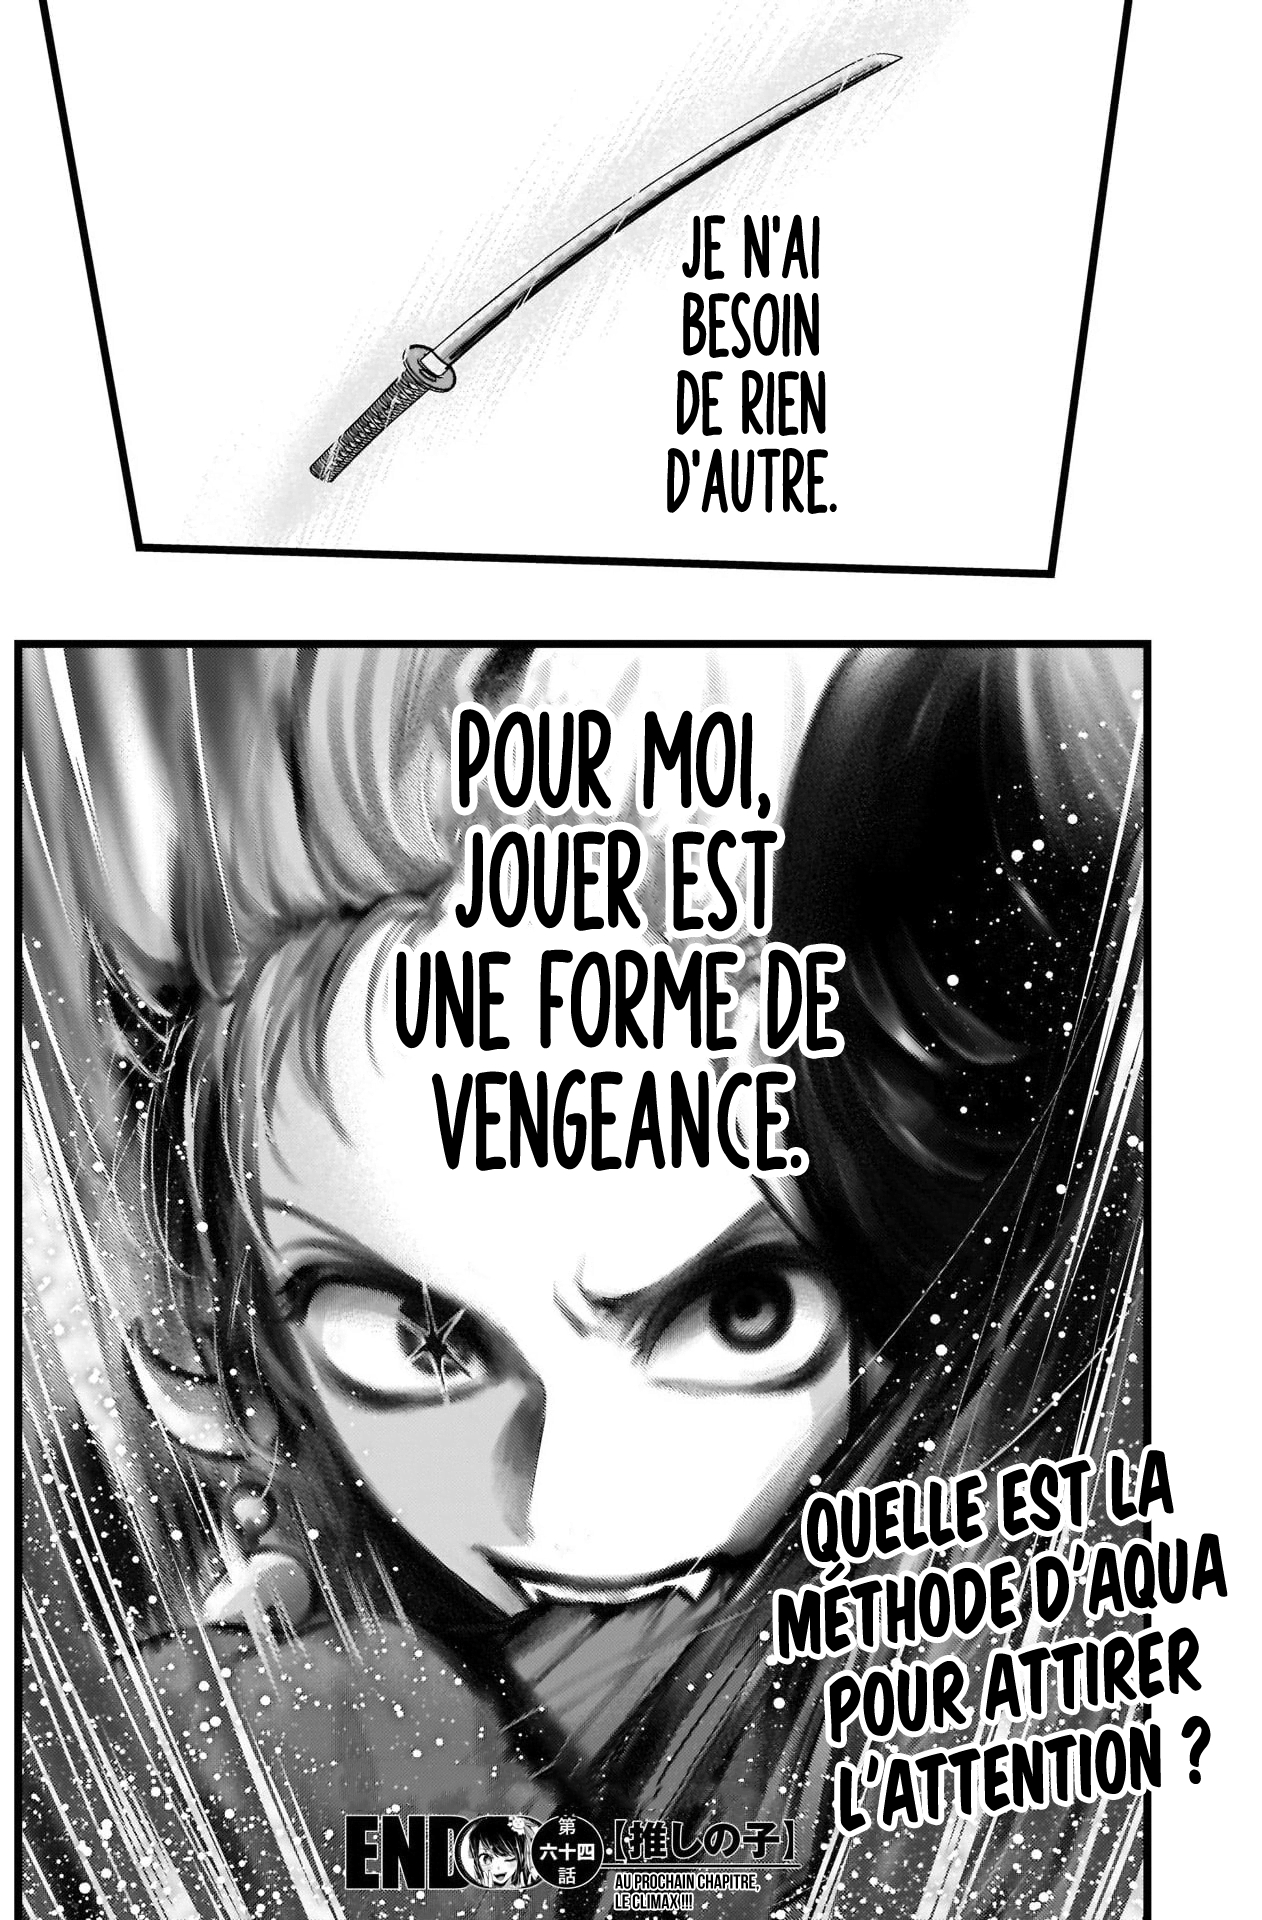 JE N'AI
BESOIN
DE RIEN
D'AUTRE.
POUR MOI,
JOUER EST
UNE FORME DE
VENGEANCE.
QUELLE EST LA
MÉTHODE D'AQUA
POUR ATTIRER
L'ATTENTION ?
END
第
六十四
話
【推しの子】
AU PROCHAIN CHAPITRE,
LE CLIMAX !!!